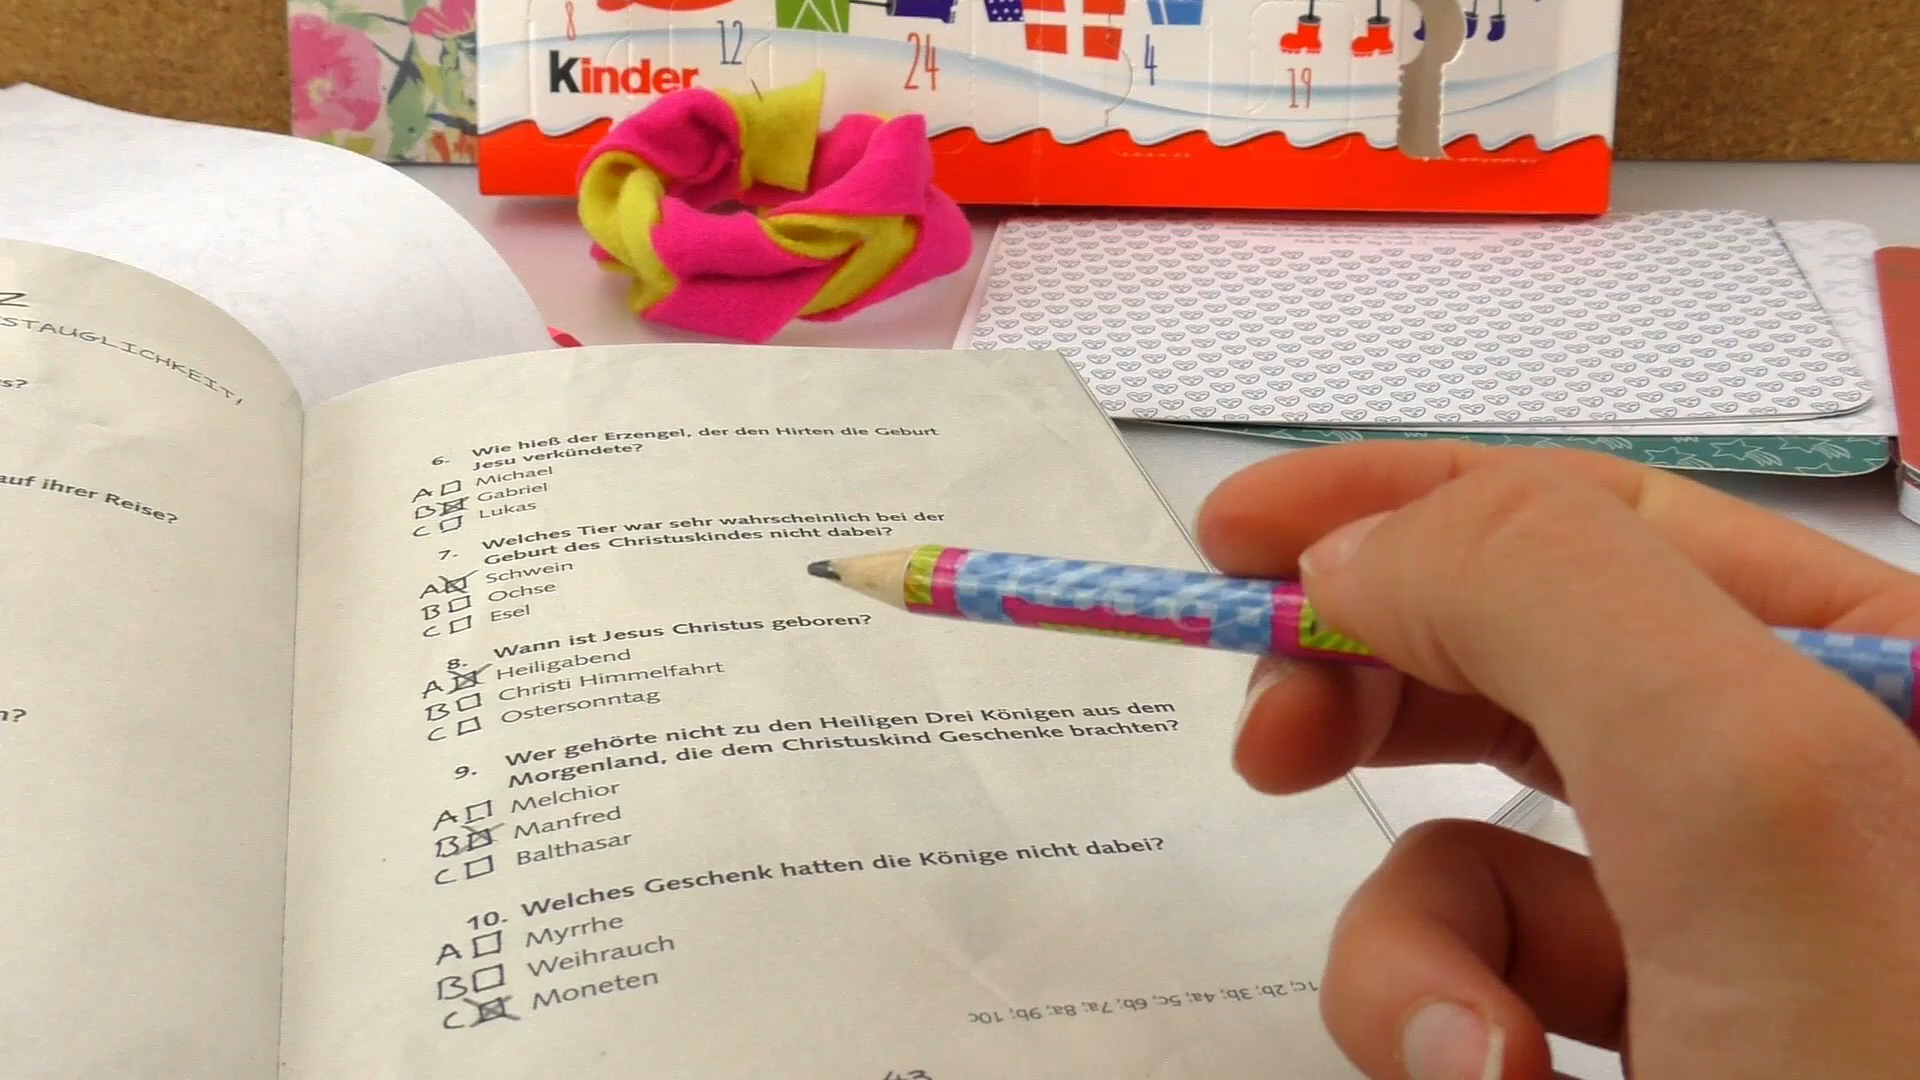 8
12
24
4
19
kinder
Z
STAUGLICHKEIT!
s?
auf ihrer Reise?
n?
6. Wie hieß der Erzengel, der den Hirten die Geburt
Jesu verkündete?
A Michael
B Gabriel
C Lukas
7. Welches Tier war sehr wahrscheinlich bei der
Geburt des Christuskindes nicht dabei?
A Schwein
B Ochse
C Esel
8. Wann ist Jesus Christus geboren?
A Heiligabend
B Christi Himmelfahrt
C Ostersonntag
9. Wer gehörte nicht zu den Heiligen Drei Königen aus dem
Morgenland, die dem Christuskind Geschenke brachten?
A Melchior
B Manfred
C Balthasar
10. Welches Geschenk hatten die Könige nicht dabei?
A Myrrhe
B Weihrauch
C Moneten
1c; 2b; 3b; 4a; 5c; 6b; 7a; 8a; 9b; 10c
43